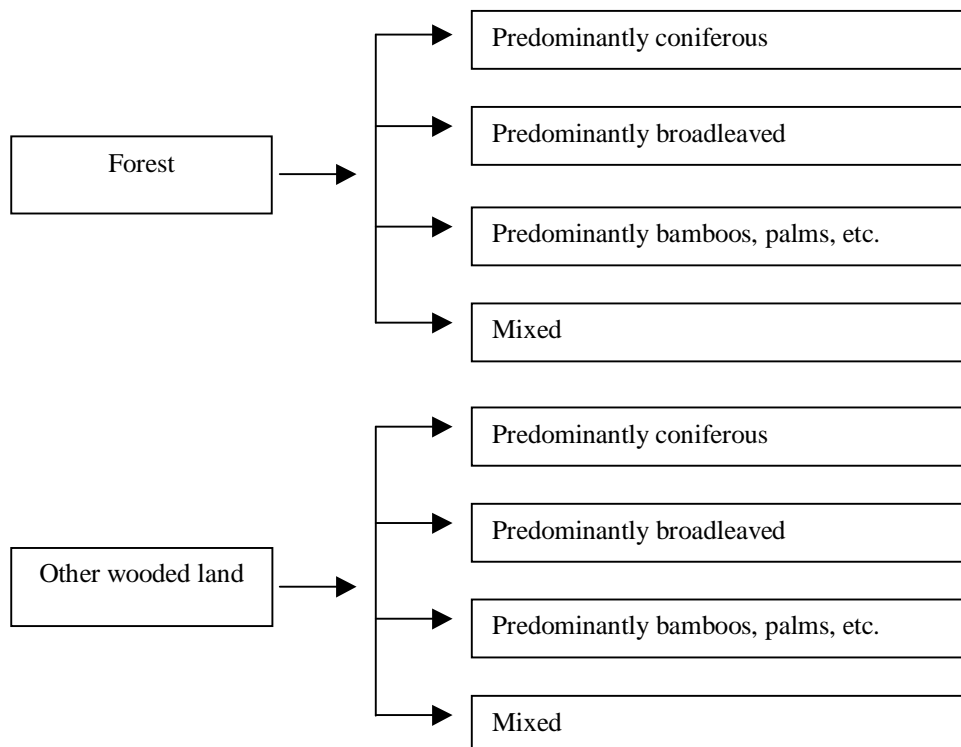 Forest
Predominantly coniferous
Predominantly broadleaved
Predominantly bamboos, palms, etc.
Mixed
Other wooded land
Predominantly coniferous
Predominantly broadleaved
Predominantly bamboos, palms, etc.
Mixed